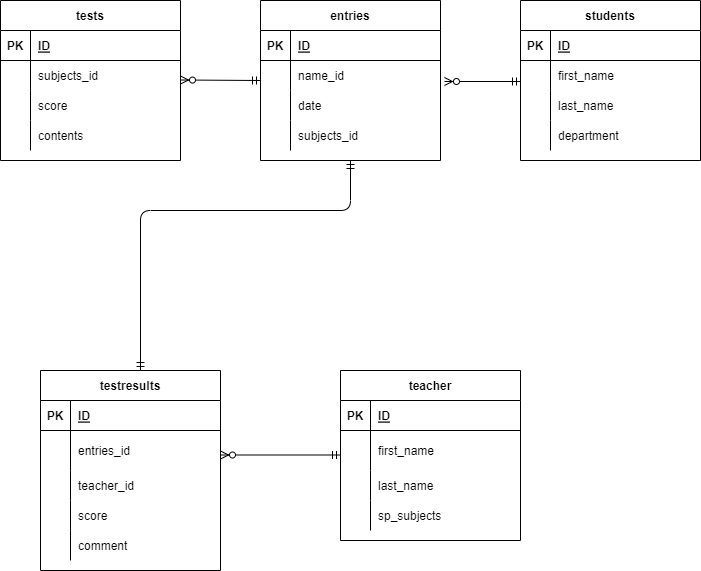 tests
PK ID
subjects_id
score
contents
entries
PK ID
name_id
date
subjects_id
students
PK ID
first_name
last_name
department
testresults
PK ID
entries_id
teacher_id
score
comment
teacher
PK ID
first_name
last_name
sp_subjects